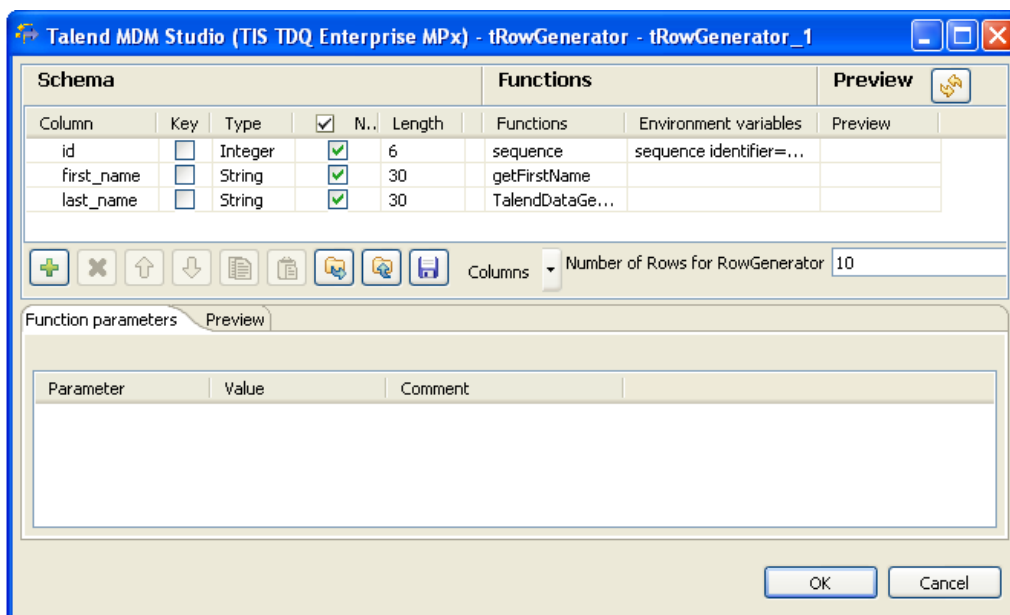 Talend MDM Studio (TIS TDQ Enterprise MPx) - tRowGenerator - tRowGenerator_1
Schema Functions Preview
Column Key Type N.. Length Functions Environment variables Preview
id Integer 6 sequence sequence identifier=...
first_name String 30 getFirstName
last_name String 30 TalendDataGe...
Columns Number of Rows for RowGenerator 10
Function parameters Preview
Parameter Value Comment
OK Cancel